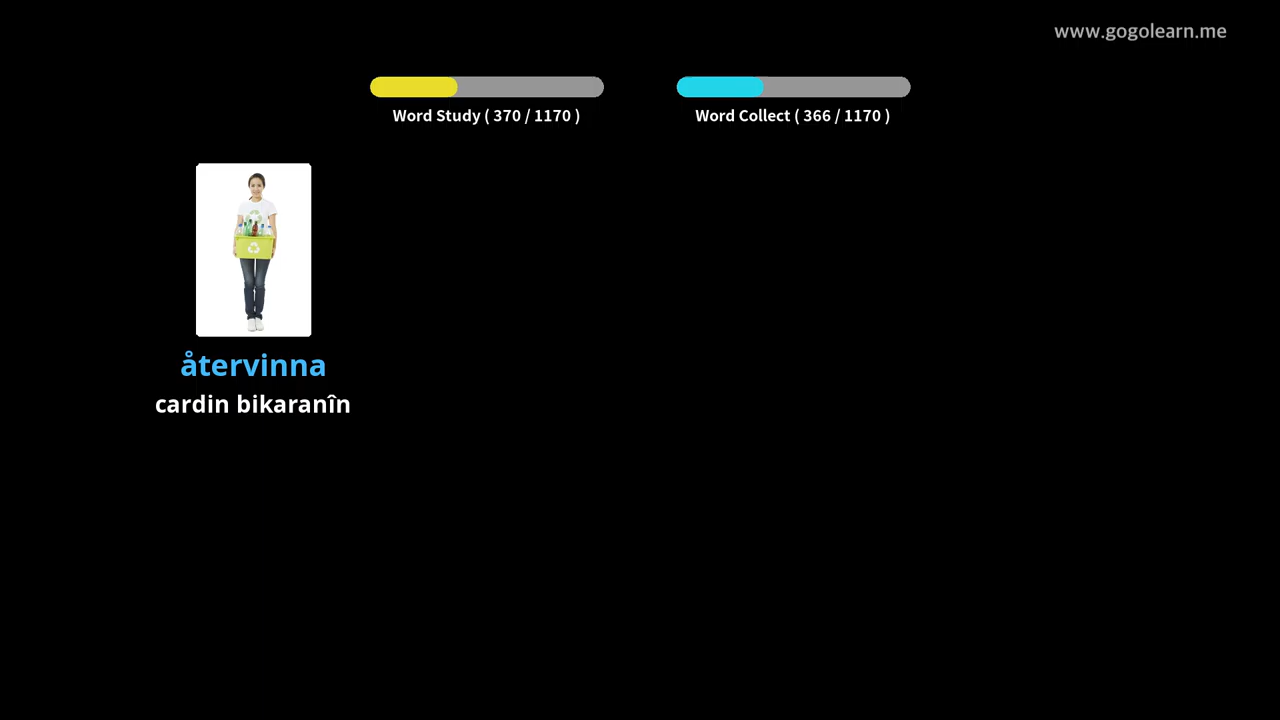 www.gogolearn.me
Word Study ( 370 / 1170 )
Word Collect ( 366 / 1170 )
återvinna
cardin bikaranîn